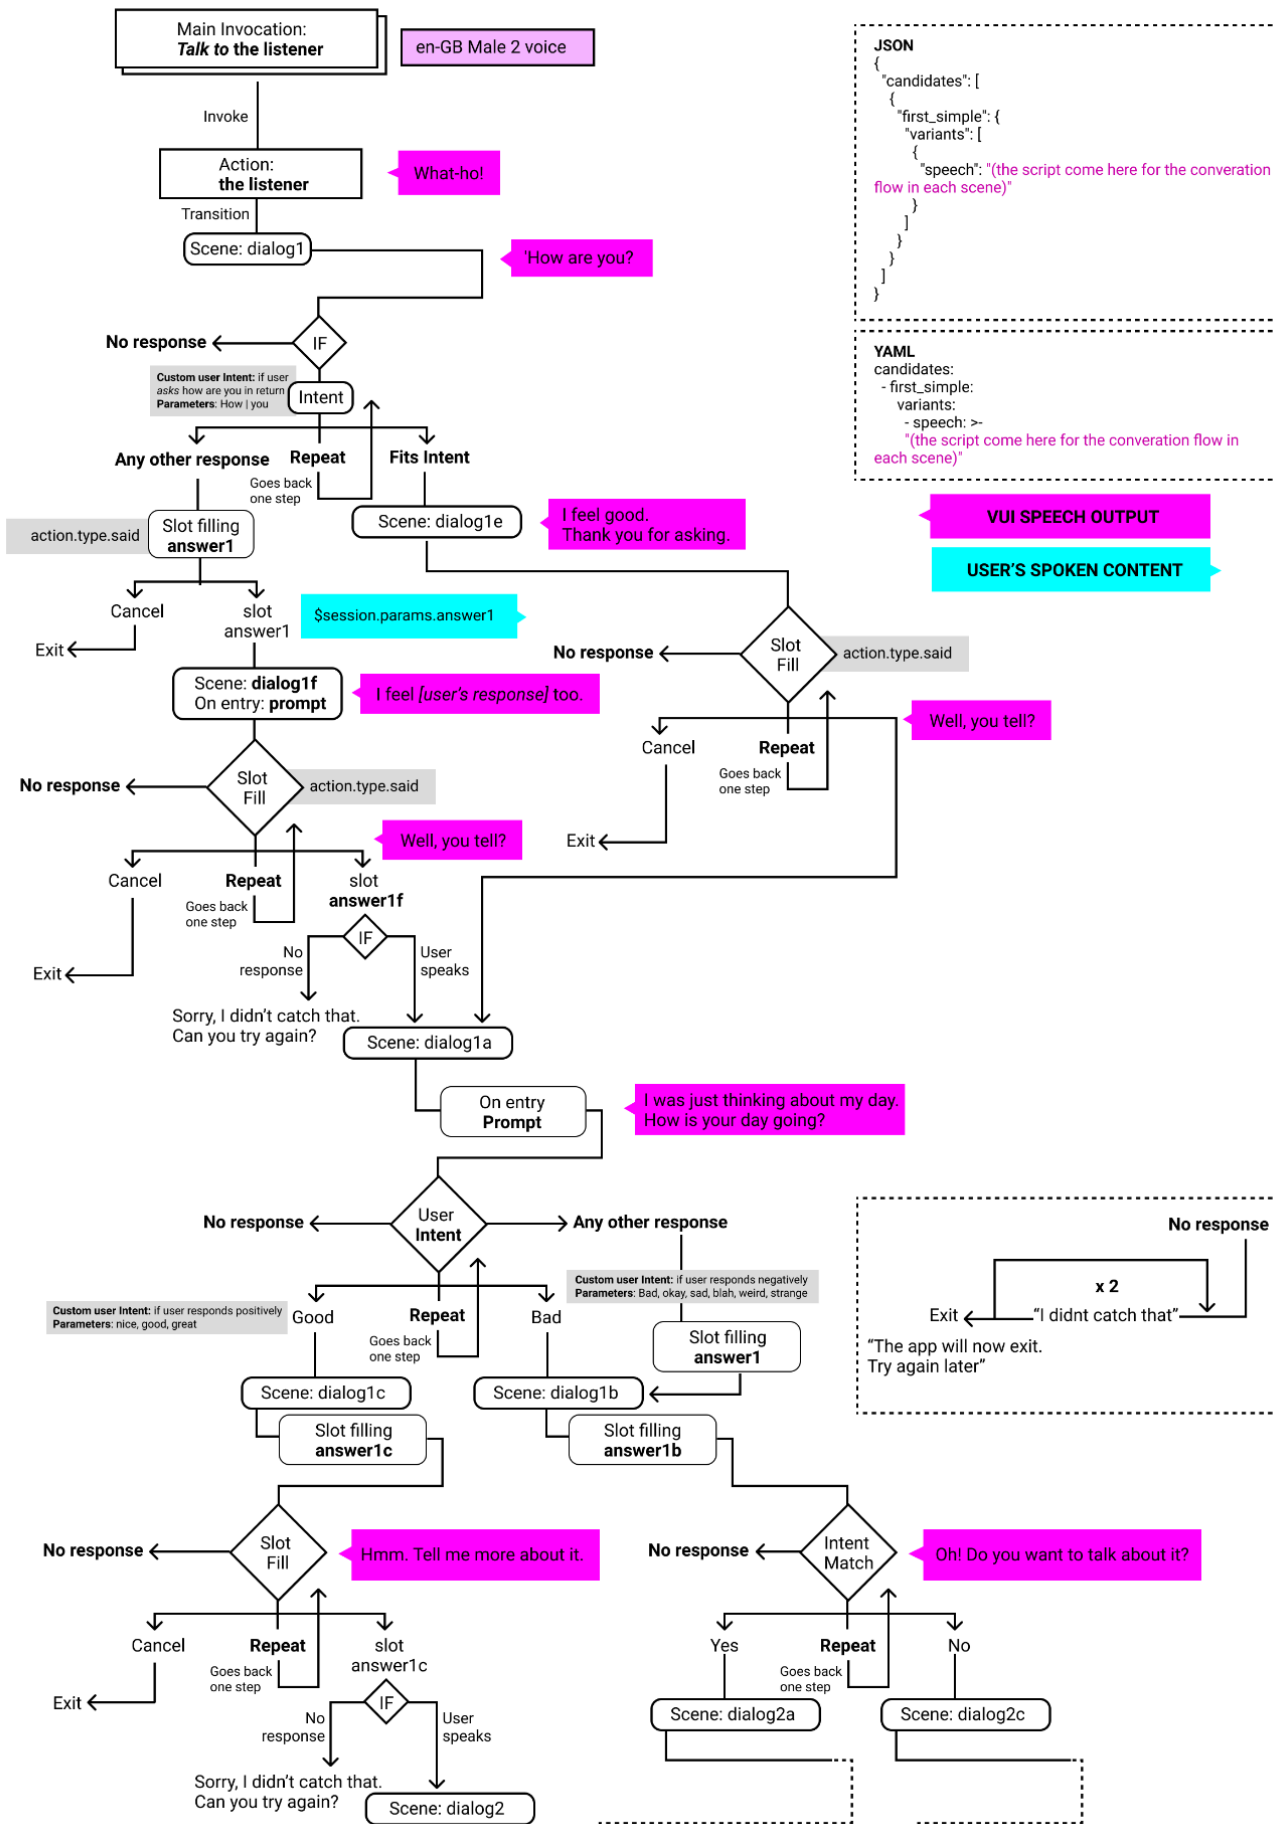 Main Invocation:
Talk to the listener
en-GB Male 2 voice
Invoke
Action:
the listener
What-ho!
Transition
Scene: dialog1
'How are you?
JSON
{
"candidates": [
{
"first_simple": {
"variants": [
{
"speech": "(the script come here for the converation
flow in each scene)"
}
]
}
}
]
}
No response
IF
Custom user Intent: if user
asks how are you in return
Parameters: How | you
Intent
YAML
candidates:
- first_simple:
variants:
- speech: >-
"(the script come here for the converation flow in
each scene)"
Any other response
Repeat
Fits Intent
Goes back
one step
VUI SPEECH OUTPUT
USER'S SPOKEN CONTENT
action.type.said
Slot filling
answer1
Scene: dialog1e
I feel good.
Thank you for asking.
Cancel
slot
answer1
$session.params.answer1
Exit
No response
Slot
Fill
action.type.said
Scene: dialog1f
On entry: prompt
I feel [user's response] too.
Well, you tell?
Cancel
Repeat
Goes back
one step
Exit
No response
Slot
Fill
action.type.said
Well, you tell?
Cancel
Repeat
slot
answer1f
Goes back
one step
IF
No
response
User
speaks
Exit
Sorry, I didn't catch that.
Can you try again?
Scene: dialog1a
On entry
Prompt
I was just thinking about my day.
How is your day going?
No response
User
Intent
Any other response
Custom user Intent: if user responds negatively
Parameters: Bad, okay, sad, blah, weird, strange
Custom user Intent: if user responds positively
Parameters: nice, good, great
Good
Repeat
Bad
Goes back
one step
Slot filling
answer1
No response
x 2
Exit
"I didnt catch that"
"The app will now exit.
Try again later"
Scene: dialog1c
Scene: dialog1b
Slot filling
answer1c
Slot filling
answer1b
No response
Slot
Fill
Hmm. Tell me more about it.
No response
Intent
Match
Oh! Do you want to talk about it?
Cancel
Repeat
slot
answer1c
Goes back
one step
Exit
IF
No
response
User
speaks
Sorry, I didn't catch that.
Can you try again?
Scene: dialog2
Yes
Repeat
No
Goes back
one step
Scene: dialog2a
Scene: dialog2c